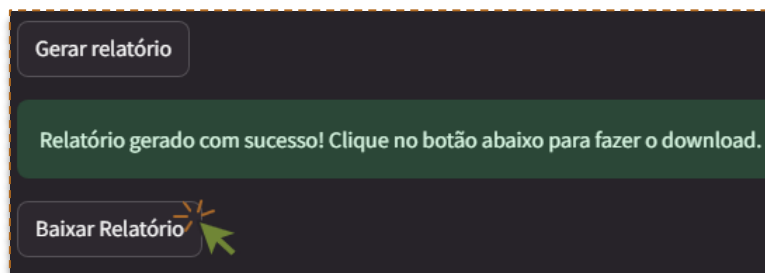 Gerar relatório
Relatório gerado com sucesso! Clique no botão abaixo para fazer o download.
Baixar Relatório